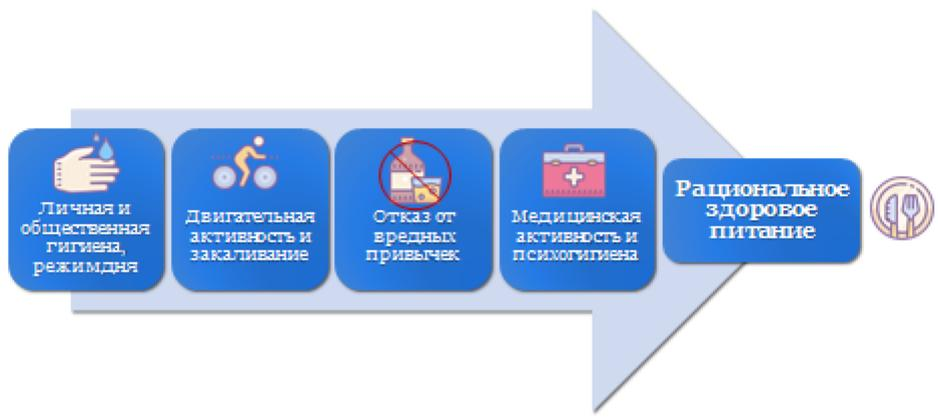 Личная и
общественная
гигиена,
режимдня
Двигательная
активность и
закаливание
Отказ от
вредных
привычек
Медицинская
активность и
психогигиена
Рациональное
здоровое
питание